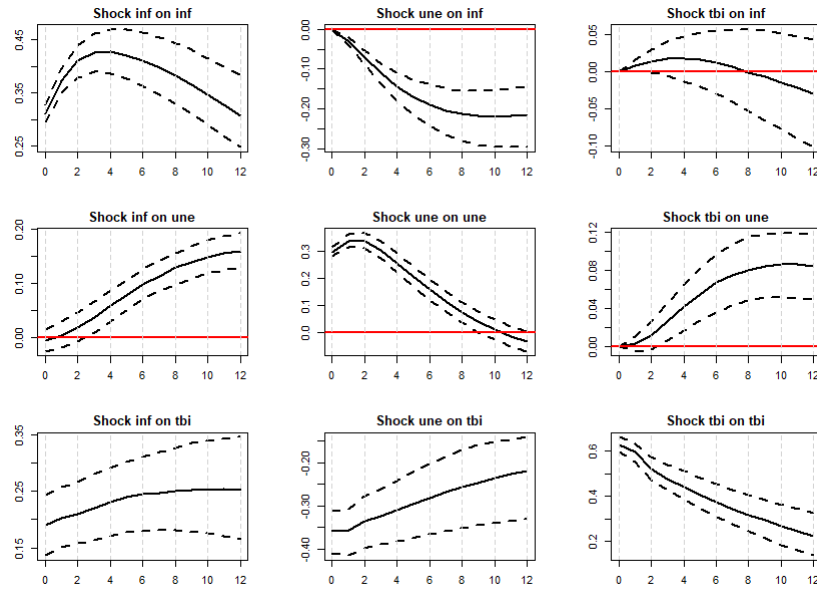 Shock inf on inf
Shock une on inf
Shock tbi on inf
0.45
0.35
0.25
0.00
-0.10
-0.20
-0.30
0.05
0.00
-0.05
-0.10
0 2 4 6 8 10 12
0 2 4 6 8 10 12
0 2 4 6 8 10 12
Shock inf on une
Shock une on une
Shock tbi on une
0.20
0.10
0.00
0.3
0.2
0.1
0.0
0.12
0.08
0.04
0.00
0 2 4 6 8 10 12
0 2 4 6 8 10 12
0 2 4 6 8 10 12
Shock inf on tbi
Shock une on tbi
Shock tbi on tbi
0.35
0.25
0.15
-0.20
-0.30
-0.40
0.6
0.4
0.2
0 2 4 6 8 10 12
0 2 4 6 8 10 12
0 2 4 6 8 10 12